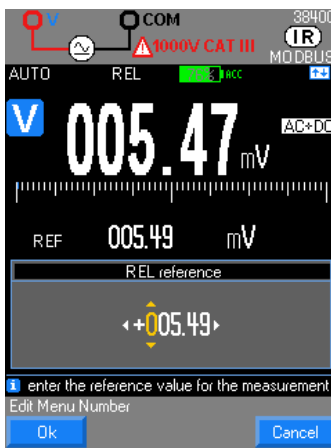 V COM 38400
1000V CAT III IR
MODBUS
AUTO REL ACC
V 005.47 mV AC+DC
REF 005.49 mV
REL reference
+005.49
i enter the reference value for the measurement
Edit Menu Number
Ok Cancel